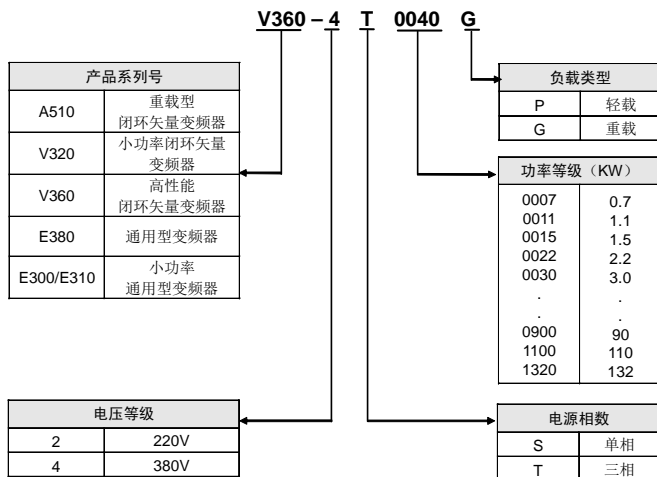 V360 – 4 T 0040 G
产品系列号
A510 重载型
闭环矢量变频器
V320 小功率闭环矢量
变频器
V360 高性能
闭环矢量变频器
E380 通用型变频器
E300/E310 小功率
通用型变频器
负载类型
P 轻载
G 重载
功率等级（KW）
0007 0.7
0011 1.1
0015 1.5
0022 2.2
0030 3.0
. .
. .
0900 90
1100 110
1320 132
电压等级
2 220V
4 380V
电源相数
S 单相
T 三相